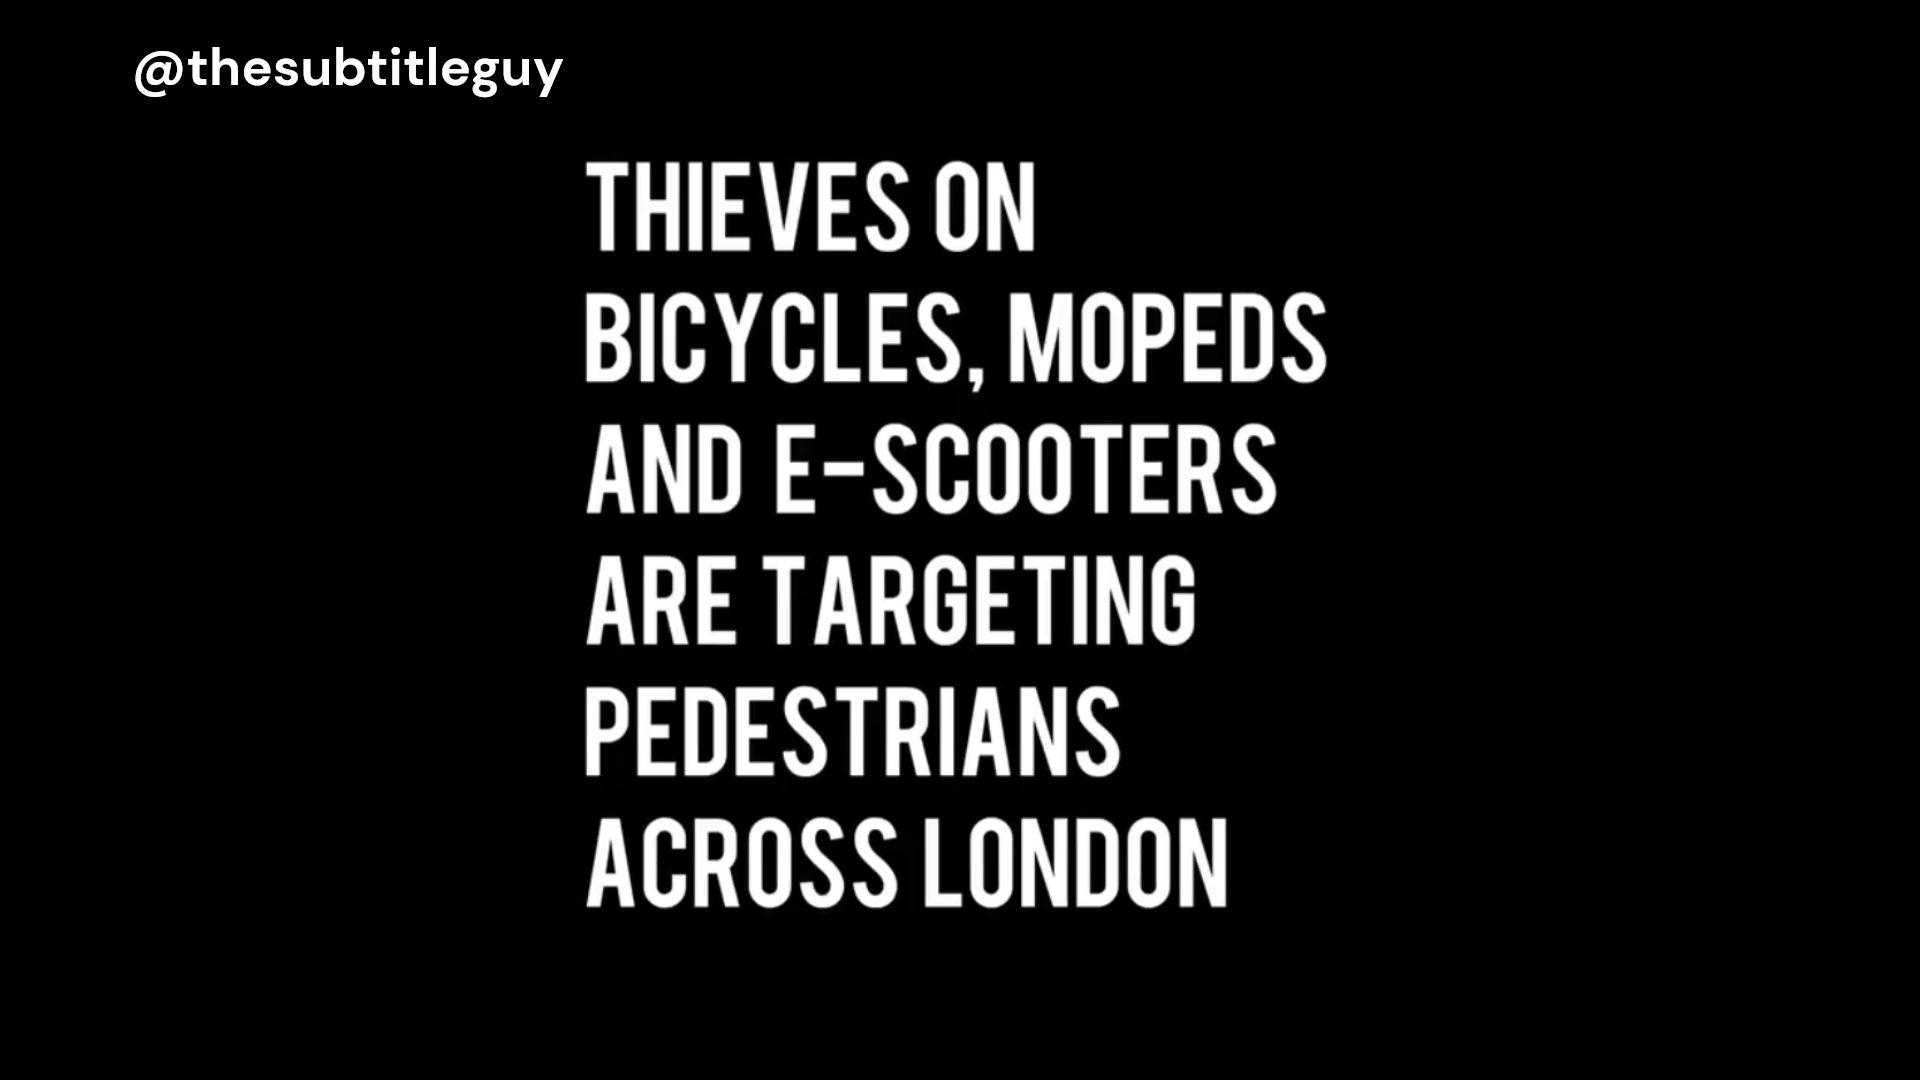 @thesubtitleguy
THIEVES ON
BICYCLES, MOPEDS
AND E-SCOOTERS
ARE TARGETING
PEDESTRIANS
ACROSS LONDON